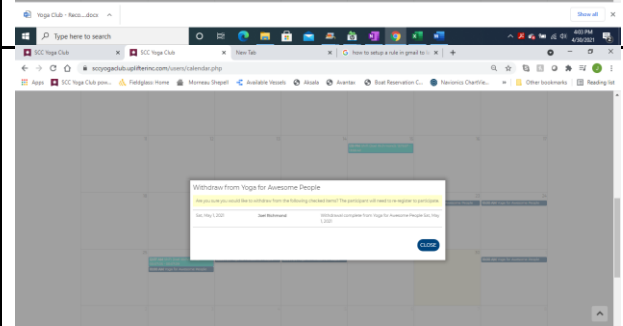 Yoga Club - Reco....docx
Show all
Type here to search
4:03 PM
4/30/2021
SCC Yoga Club
SCC Yoga Club
New Tab
how to setup a rule in gmail to
sccyogaclub.uplifterinc.com/users/calendar.php
Apps
SCC Yoga Club pow...
Fieldglass: Home
Morneau Shepell
Available Vessels
Akoala
Avantec
Boat Reservation C...
Navionics ChartVie...
Other bookmarks
Reading list
Withdraw from Yoga for Awesome People
Are you sure you would like to withdraw from the following checked items? The participant will need to re-register to participate.
Sat, May 1, 2021
Joel Richmond
Withdrawal complete from Yoga for Awesome People Sat, May
1, 2021
CLOSE